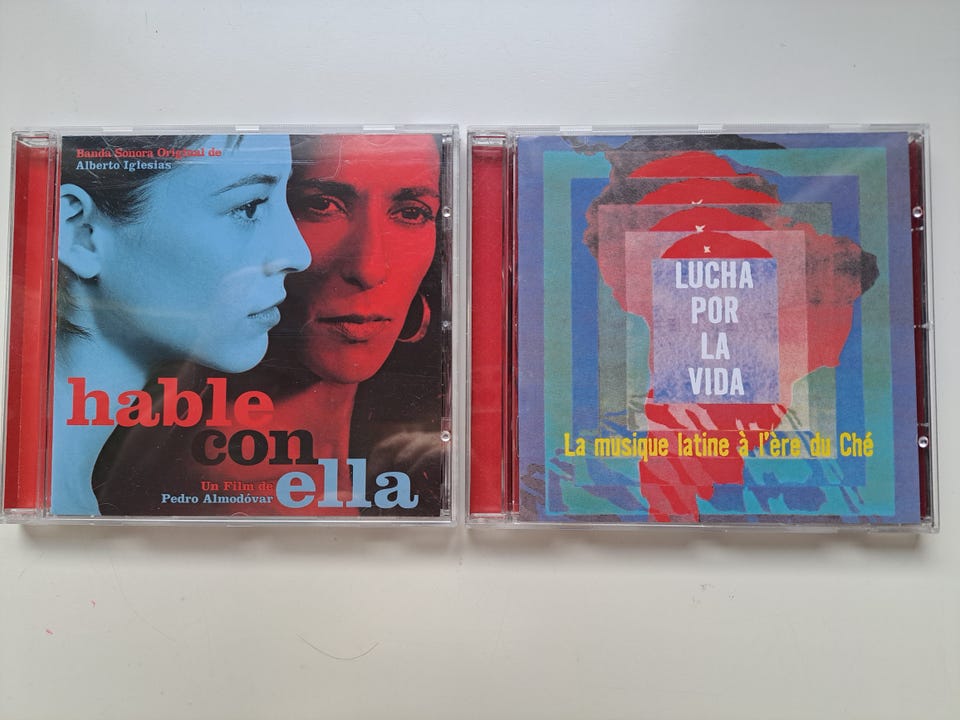 Banda Sonora Original de
Alberto Iglesias
hable
con
ella
Un Film de
Pedro Almodóvar
LUCHA
POR
LA
VIDA
La musique latine à l'ère du Ché